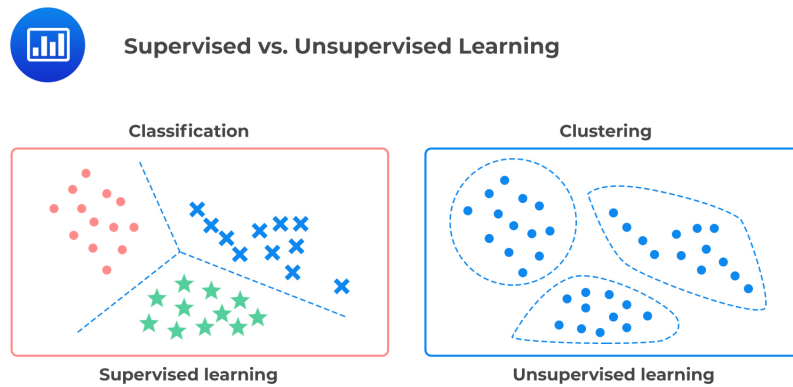 Supervised vs. Unsupervised Learning
Classification
Clustering
Supervised learning
Unsupervised learning